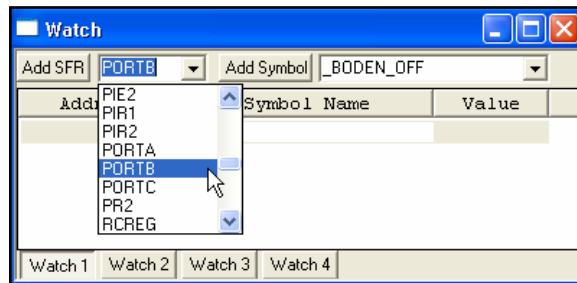 Watch
Add SFR PORTB Add Symbol _BODEN_OFF
Addr Symbol Name Value
PIE2
PIR1
PIR2
PORTA
PORTB
PORTC
PR2
RCREG
Watch 1 Watch 2 Watch 3 Watch 4